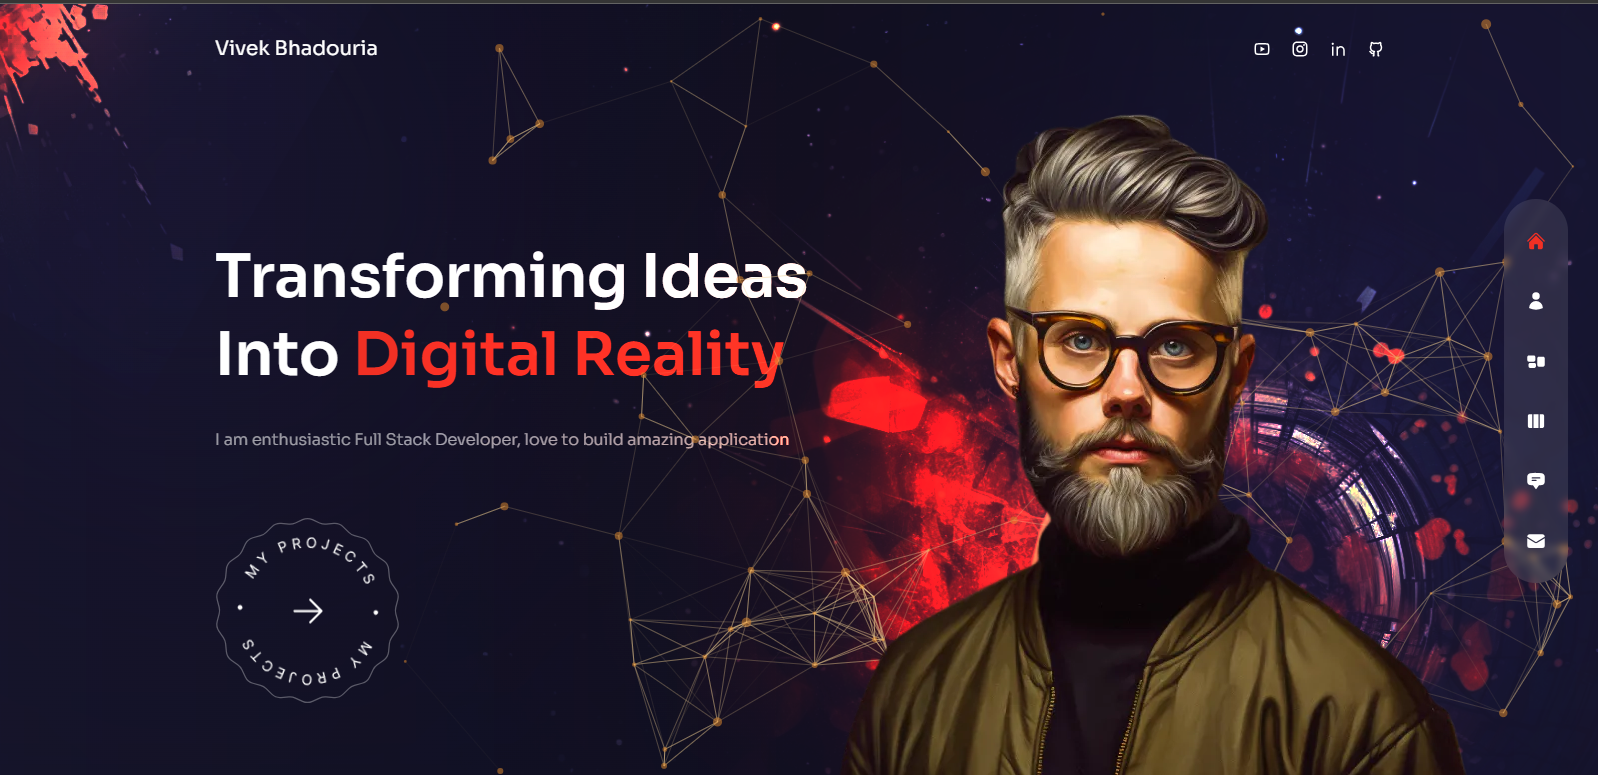 Vivek Bhadouria
Transforming Ideas
Into Digital Reality
I am enthusiastic Full Stack Developer, love to build amazing application
MY PROJECTS
MY PROJECTS